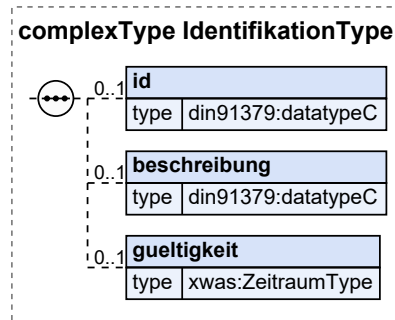 complexType IdentifikationType
0..1 id
type din91379:datatypeC
0..1 beschreibung
type din91379:datatypeC
0..1 gueltigkeit
type xwas:ZeitraumType